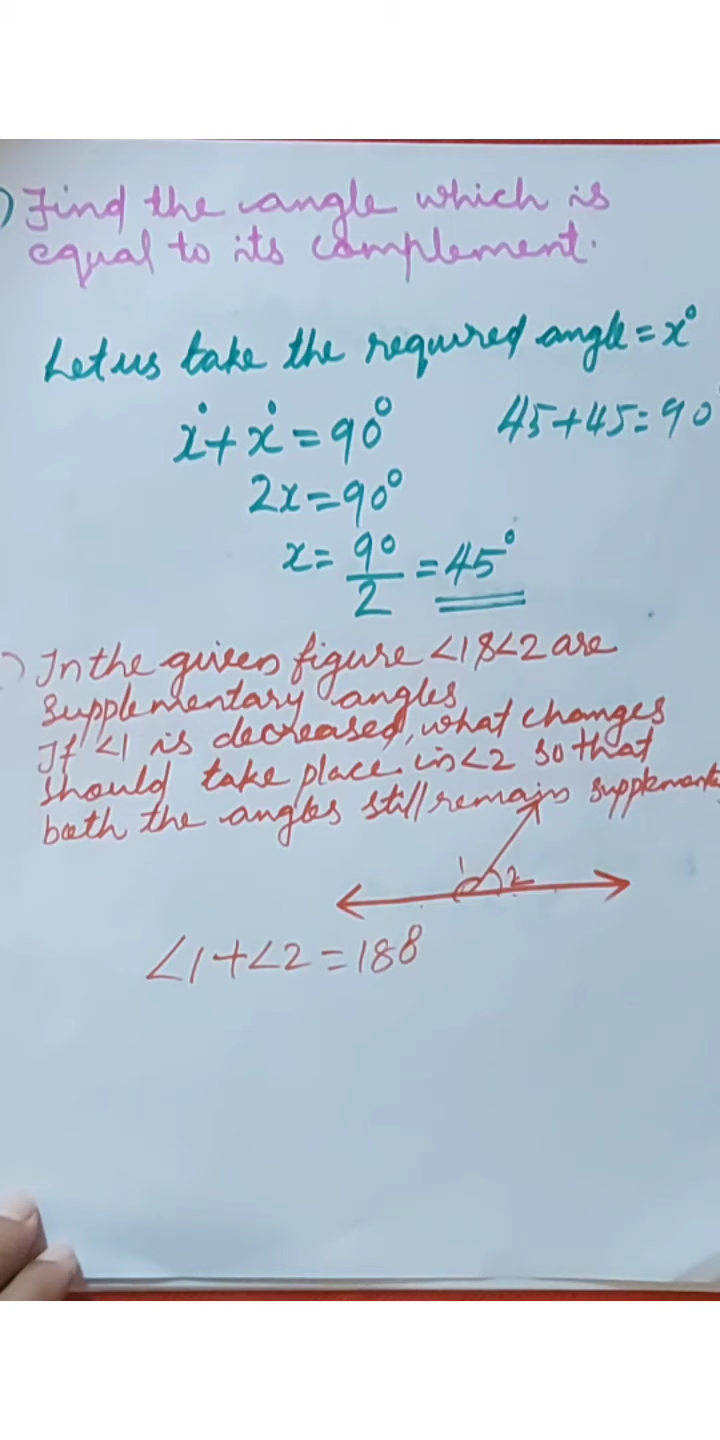 ) Find the angle which is
equal to its complement.
Let us take the required angle = x°
x° + x° = 90°
45+45=90°
2x = 90°
x = 90/2 = 45°
) In the given figure ∠1 & ∠2 are
supplementary angles
If ∠1 is decreased, what changes
should take place in ∠2 so that
both the angles still remain supplementa
1 2
∠1+∠2=188